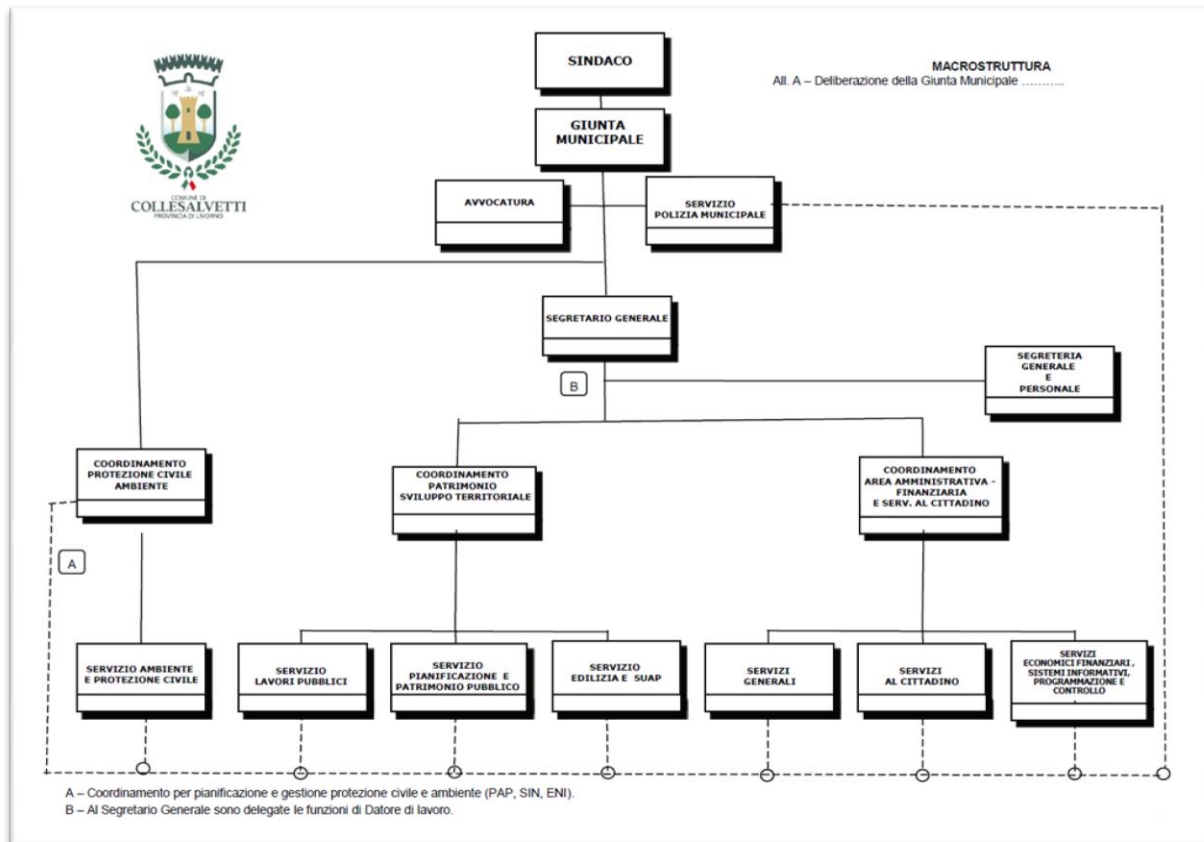 SINDACO
MACROSTRUTTURA
All. A – Deliberazione della Giunta Municipale ………..
GIUNTA
MUNICIPALE
COMUNE DI
COLLESALVETTI
PROVINCIA DI LIVORNO
AVVOCATURA
SERVIZIO
POLIZIA MUNICIPALE
SEGRETARIO GENERALE
B
SEGRETERIA
GENERALE
E
PERSONALE
COORDINAMENTO
PROTEZIONE CIVILE
AMBIENTE
COORDINAMENTO
PATRIMONIO
SVILUPPO TERRITORIALE
COORDINAMENTO
AREA AMMINISTRATIVA -
FINANZIARIA
E SERV. AL CITTADINO
A
SERVIZIO AMBIENTE
E PROTEZIONE CIVILE
SERVIZIO
LAVORI PUBBLICI
SERVIZIO
PIANIFICAZIONE E
PATRIMONIO PUBBLICO
SERVIZIO
EDILIZIA E SUAP
SERVIZI
GENERALI
SERVIZI
AL CITTADINO
SERVIZI
ECONOMICI FINANZIARI,
SISTEMI INFORMATIVI,
PROGRAMMAZIONE E
CONTROLLO
A – Coordinamento per pianificazione e gestione protezione civile e ambiente (PAP, SIN, ENI).
B – Al Segretario Generale sono delegate le funzioni di Datore di lavoro.